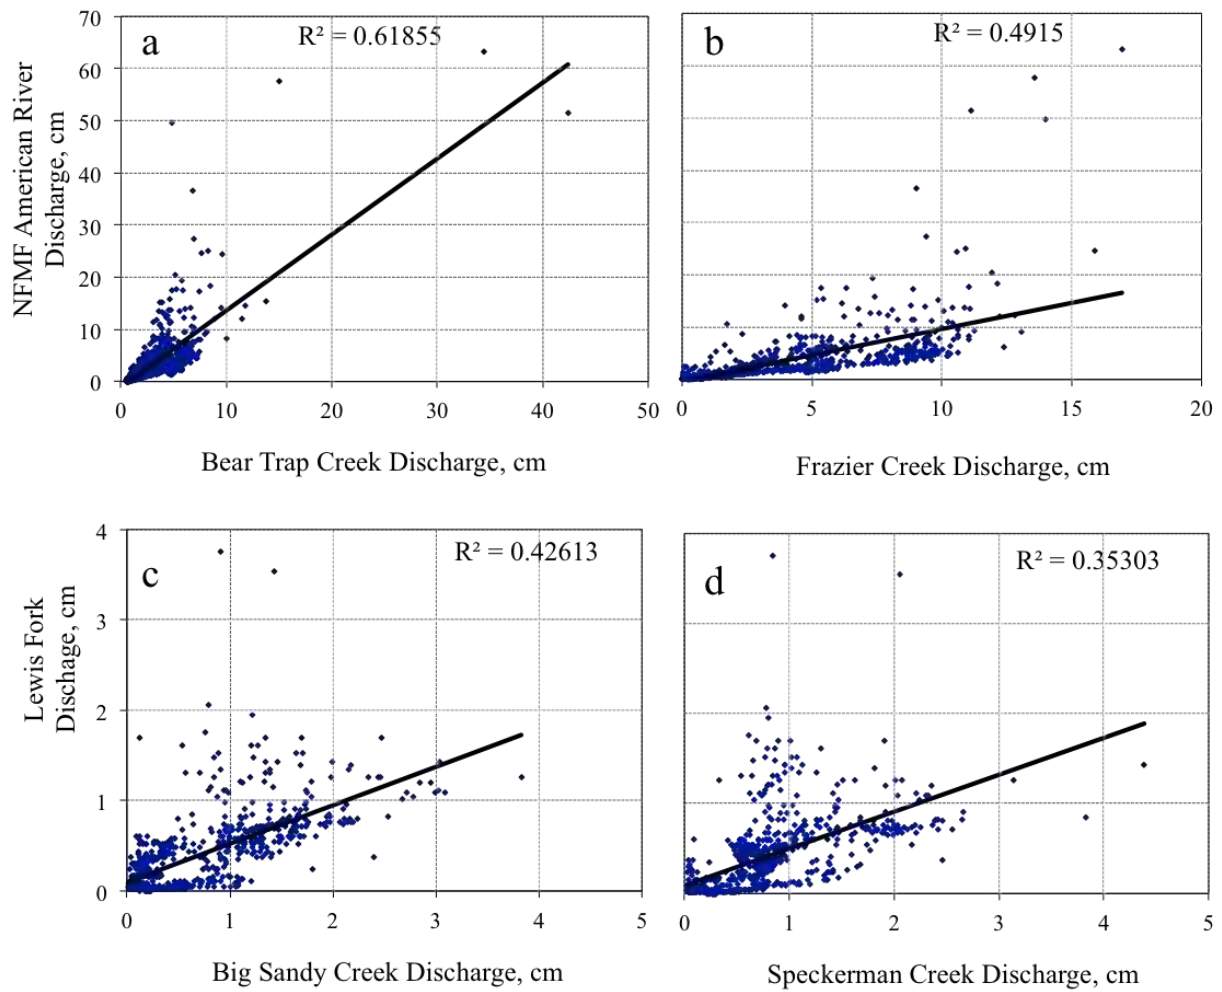 a
R² = 0.61855
NFMF American River
Discharge, cm
70
60
50
40
30
20
10
0
0 10 20 30 40 50
Bear Trap Creek Discharge, cm
b
R² = 0.4915
0 5 10 15 20
Frazier Creek Discharge, cm
c
R² = 0.42613
Lewis Fork
Dischage, cm
4
3
2
1
0
0 1 2 3 4 5
Big Sandy Creek Discharge, cm
d
R² = 0.35303
0 1 2 3 4 5
Speckerman Creek Discharge, cm